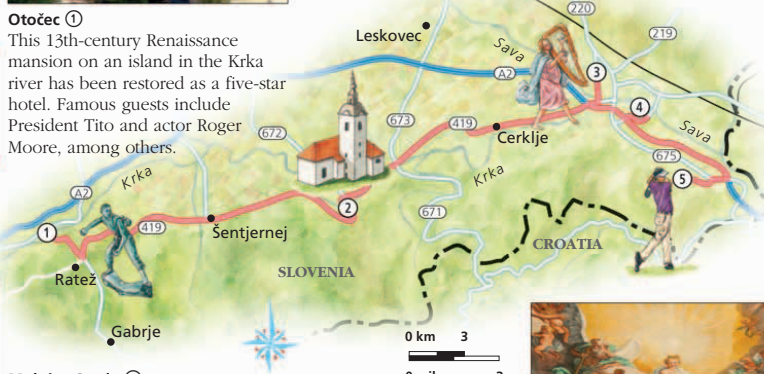 Otočec ①
This 13th-century Renaissance
mansion on an island in the Krka
river has been restored as a five-star
hotel. Famous guests include
President Tito and actor Roger
Moore, among others.
220
Leskovec
Sava
219
A2
3
4
672
673
419
Cerklje
Sava
Krka
Krka
675
A2
5
1
419
Šentjernej
2
671
CROATIA
Ratež
SLOVENIA
Gabrje
0 km 3